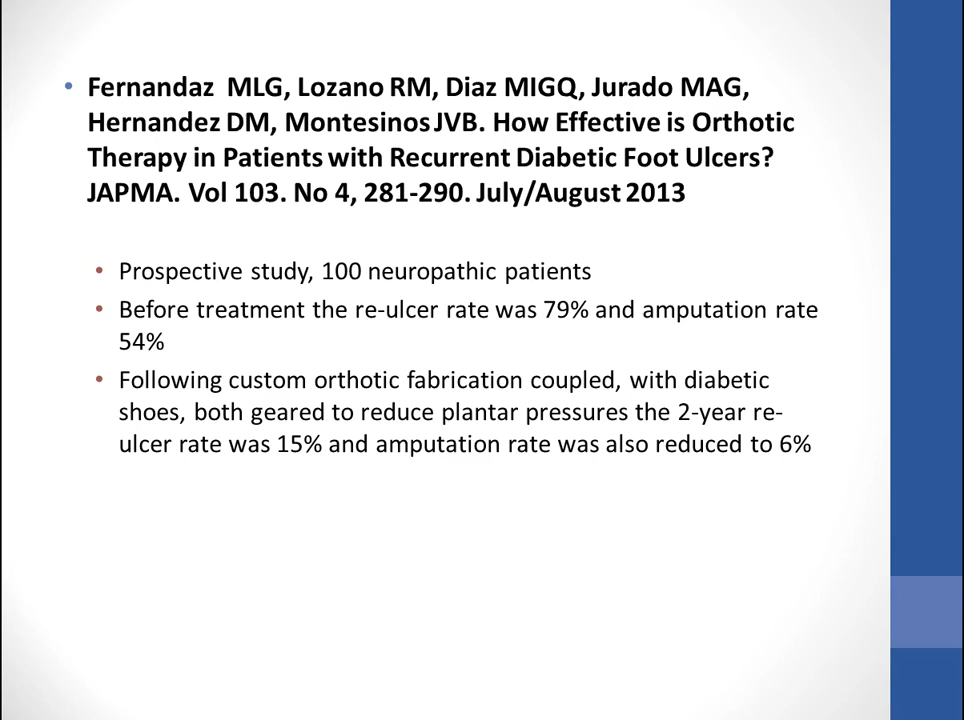 • Fernandaz MLG, Lozano RM, Diaz MIGQ, Jurado MAG,
Hernandez DM, Montesinos JVB. How Effective is Orthotic
Therapy in Patients with Recurrent Diabetic Foot Ulcers?
JAPMA. Vol 103. No 4, 281-290. July/August 2013
• Prospective study, 100 neuropathic patients
• Before treatment the re-ulcer rate was 79% and amputation rate
54%
• Following custom orthotic fabrication coupled, with diabetic
shoes, both geared to reduce plantar pressures the 2-year re-
ulcer rate was 15% and amputation rate was also reduced to 6%